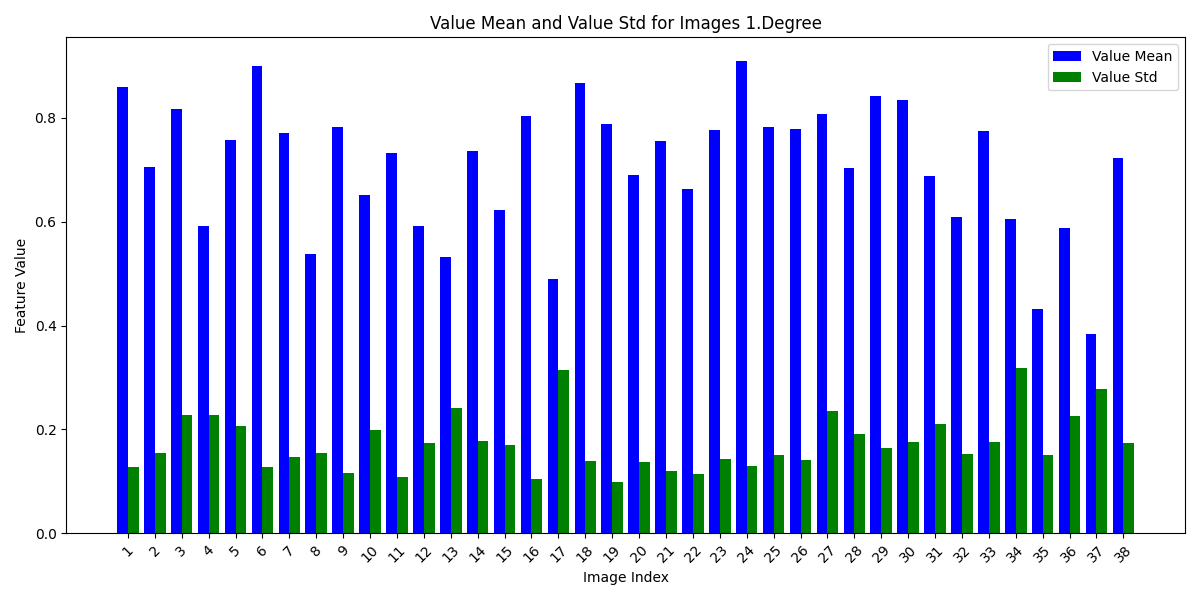 Value Mean and Value Std for Images 1.Degree
Value Mean
Value Std
Feature Value
0.8
0.6
0.4
0.2
0.0
1 2 3 4 5 6 7 8 9 10 11 12 13 14 15 16 17 18 19 20 21 22 23 24 25 26 27 28 29 30 31 32 33 34 35 36 37 38
Image Index